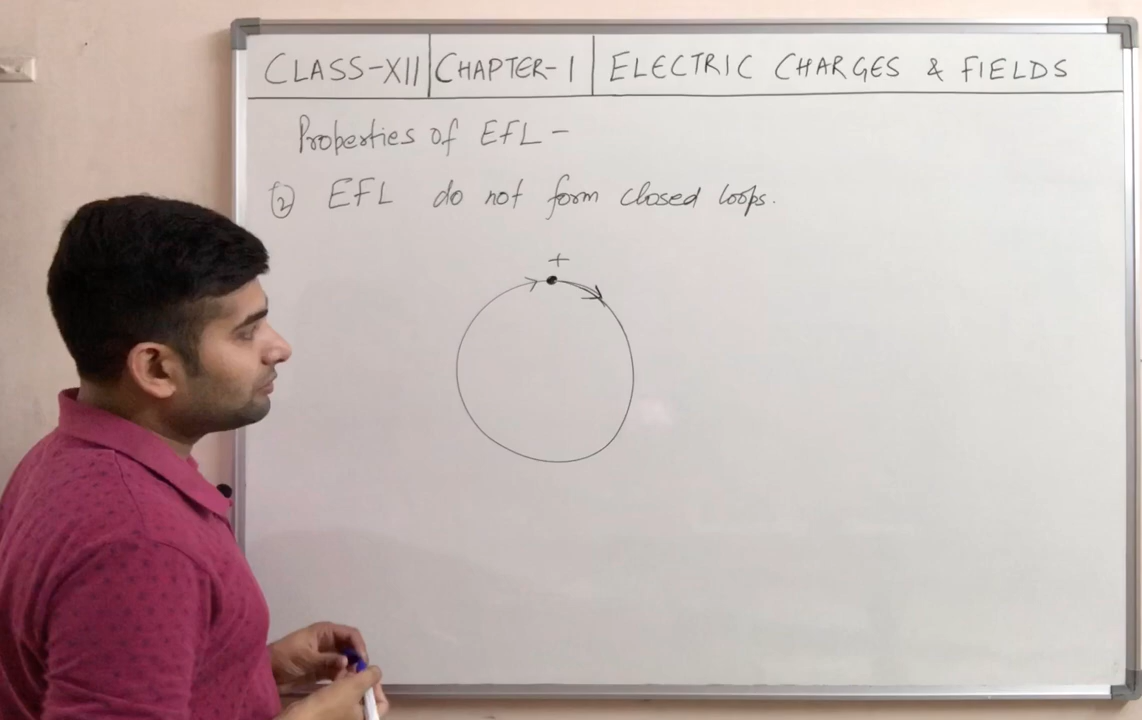 CLASS-XII CHAPTER-1 ELECTRIC CHARGES & FIELDS
Properties of EFL -
② EFL do not form closed loops.
+